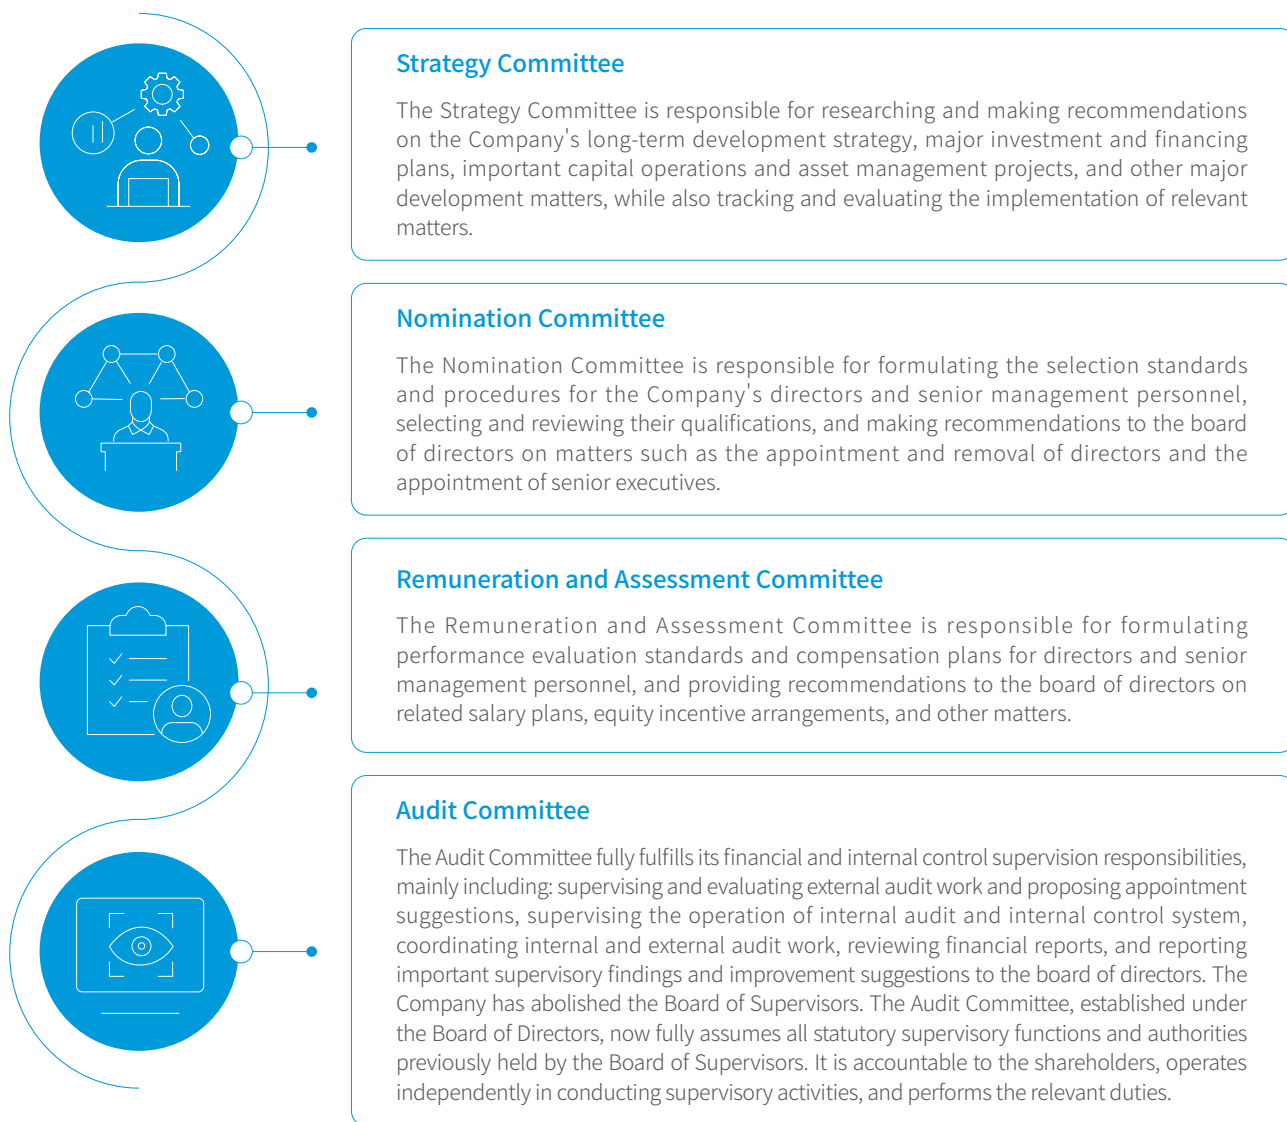 Strategy Committee
The Strategy Committee is responsible for researching and making recommendations
on the Company's long-term development strategy, major investment and financing
plans, important capital operations and asset management projects, and other major
development matters, while also tracking and evaluating the implementation of relevant
matters.
Nomination Committee
The Nomination Committee is responsible for formulating the selection standards
and procedures for the Company's directors and senior management personnel,
selecting and reviewing their qualifications, and making recommendations to the board
of directors on matters such as the appointment and removal of directors and the
appointment of senior executives.
Remuneration and Assessment Committee
The Remuneration and Assessment Committee is responsible for formulating
performance evaluation standards and compensation plans for directors and senior
management personnel, and providing recommendations to the board of directors on
related salary plans, equity incentive arrangements, and other matters.
Audit Committee
The Audit Committee fully fulfills its financial and internal control supervision responsibilities,
mainly including: supervising and evaluating external audit work and proposing appointment
suggestions, supervising the operation of internal audit and internal control system,
coordinating internal and external audit work, reviewing financial reports, and reporting
important supervisory findings and improvement suggestions to the board of directors. The
Company has abolished the Board of Supervisors. The Audit Committee, established under
the Board of Directors, now fully assumes all statutory supervisory functions and authorities
previously held by the Board of Supervisors. It is accountable to the shareholders, operates
independently in conducting supervisory activities, and performs the relevant duties.